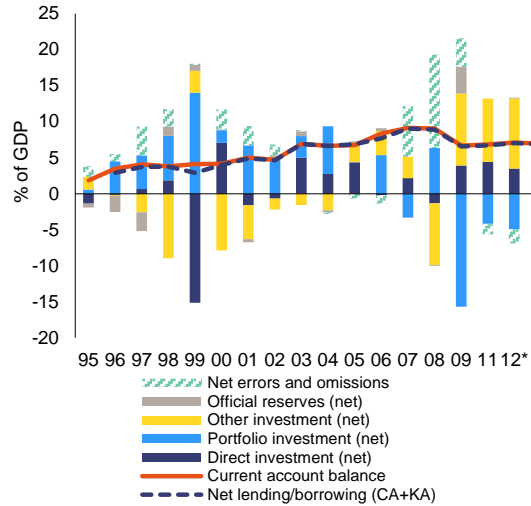 % of GDP
25
20
15
10
5
0
-5
-10
-15
-20
95 96 97 98 99 00 01 02 03 04 05 06 07 08 09 11 12*
Net errors and omissions
Official reserves (net)
Other investment (net)
Portfolio investment (net)
Direct investment (net)
Current account balance
Net lending/borrowing (CA+KA)